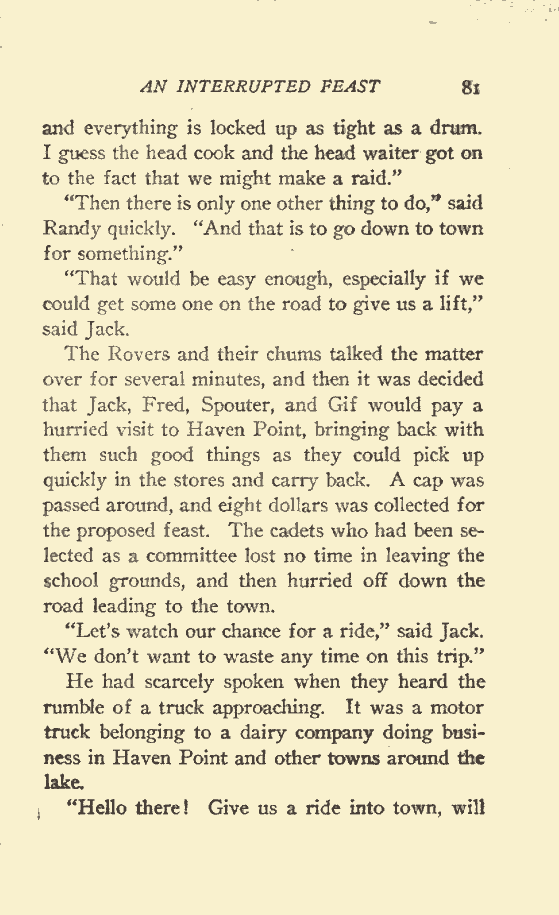 AN INTERRUPTED FEAST 81
and everything is locked up as tight as a drum.
I guess the head cook and the head waiter got on
to the fact that we might make a raid."
"Then there is only one other thing to do," said
Randy quickly. "And that is to go down to town
for something."
"That would be easy enough, especially if we
could get some one on the road to give us a lift,"
said Jack.
The Rovers and their chums talked the matter
over for several minutes, and then it was decided
that Jack, Fred, Spouter, and Gif would pay a
hurried visit to Haven Point, bringing back with
them such good things as they could pick up
quickly in the stores and carry back. A cap was
passed around, and eight dollars was collected for
the proposed feast. The cadets who had been se-
lected as a committee lost no time in leaving the
school grounds, and then hurried off down the
road leading to the town.
"Let's watch our chance for a ride," said Jack.
"We don't want to waste any time on this trip."
He had scarcely spoken when they heard the
rumble of a truck approaching. It was a motor
truck belonging to a dairy company doing busi-
ness in Haven Point and other towns around the
lake.
"Hello there! Give us a ride into town, will